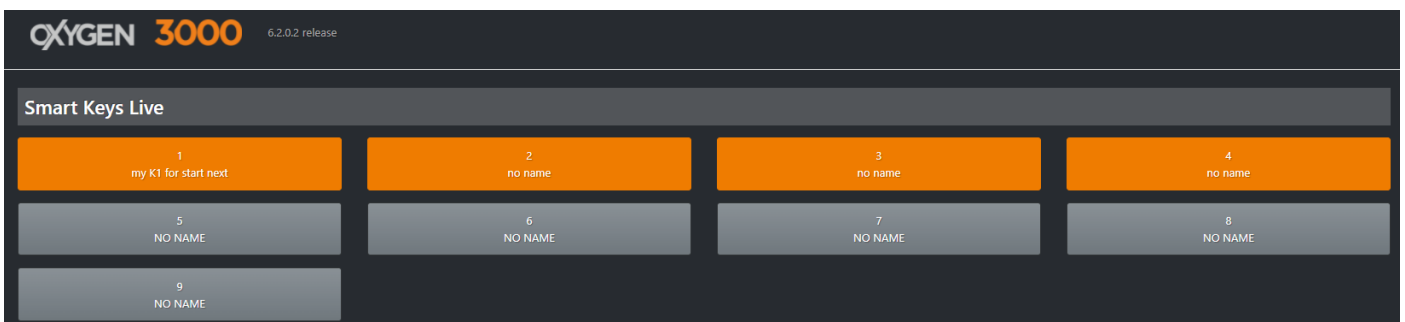 OXYGEN 3000 6.2.0.2 release
Smart Keys Live
1
my K1 for start next
2
no name
3
no name
4
no name
5
NO NAME
6
NO NAME
7
NO NAME
8
NO NAME
9
NO NAME